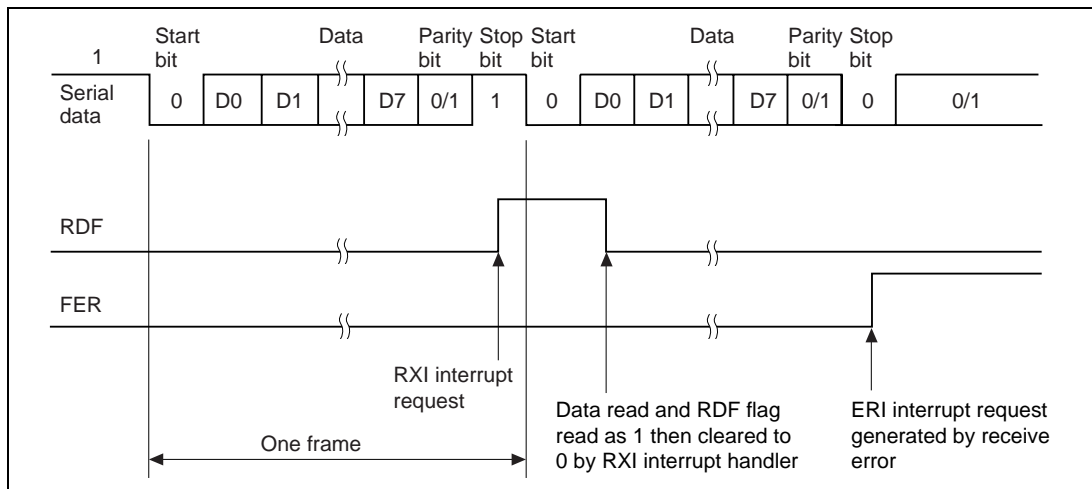 1
Start bit
Data
Parity bit
Stop bit
Start bit
Data
Parity bit
Stop bit
Serial data
0 D0 D1 D7 0/1 1 0 D0 D1 D7 0/1 0 0/1
RDF
FER
RXI interrupt
request
Data read and RDF flag
read as 1 then cleared to
0 by RXI interrupt handler
ERI interrupt request
generated by receive
error
One frame